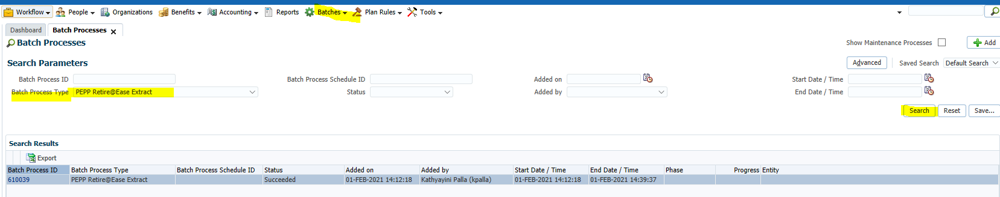 Workflow People Organizations Benefits Accounting Reports Batches Plan Rules Tools
Dashboard Batch Processes
Batch Processes Show Maintenance Processes Add
Search Parameters Advanced Saved Search Default Search
Batch Process ID Batch Process Schedule ID Added on Start Date / Time
Batch Process Type PEPP Retire@Ease Extract Status Added by End Date / Time
Search Reset Save...
Search Results
Export
Batch Process ID Batch Process Type Batch Process Schedule ID Status Added on Added by Start Date / Time End Date / Time Phase Progress Entity
610039 PEPP Retire@Ease Extract Succeeded 01-FEB-2021 14:12:18 Kathyayini Palla (kpalla) 01-FEB-2021 14:12:18 01-FEB-2021 14:39:37